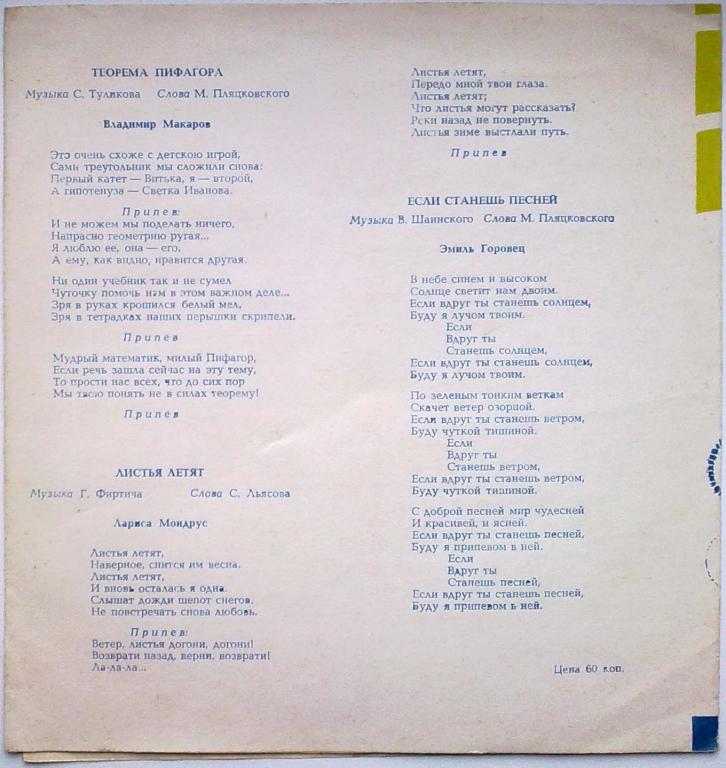 ТЕОРЕМА ПИФАГОРА
Музыка С. Туликова Слова М. Пляцковского
Владимир Макаров
Это очень схоже с детскою игрой,
Сами треугольник мы сложили снова:
Первый катет — Витька, я — второй,
А гипотенуза — Светка Иванова.
Припев:
И не можем мы поделать ничего,
Напрасно геометрию ругая...
Я люблю ее, она — его,
А ему, как видно, нравится другая.
Ни один учебник так и не сумел
Чуточку помочь нам в этом важном деле...
Зря в руках крошился белый мел,
Зря в тетрадках наших перышки скрипели.
Припев
Мудрый математик, милый Пифагор,
Если речь зашла сейчас на эту тему,
То прости нас всех, что до сих пор
Мы твою понять не в силах теорему!
Припев
ЛИСТЬЯ ЛЕТЯТ
Музыка Г. Фиртича Слова С. Льясова
Лариса Мондрус
Листья летят,
Наверное, снится им весна.
Листья летят,
И вновь осталась я одна.
Слышат дожди шепот снегов.
Не повстречать снова любовь.
Припев:
Ветер, листья догони, догони!
Возврати назад, верни, возврати!
Ла-ла-ла...
Листья летят,
Передо мной твои глаза.
Листья летят;
Что листья могут рассказать?
Реки назад не повернуть.
Листья зиме выстлали путь.
Припев
ЕСЛИ СТАНЕШЬ ПЕСНЕЙ
Музыка В. Шаинского Слова М. Пляцковского
Эмиль Горовец
В небе синем и высоком
Солнце светит нам двоим.
Если вдруг ты станешь солнцем,
Буду я лучом твоим.
Если
Вдруг ты
Станешь солнцем,
Если вдруг ты станешь солнцем,
Буду я лучом твоим.
По зеленым тонким веткам
Скачет ветер озорной.
Если вдруг ты станешь ветром,
Буду чуткой тишиной.
Если
Вдруг ты
Станешь ветром,
Если вдруг ты станешь ветром,
Буду чуткой тишиной.
С доброй песней мир чудесней
И красивей, и ясней.
Если вдруг ты станешь песней,
Буду я припевом в ней.
Если
Вдруг ты
Станешь песней,
Если вдруг ты станешь песней,
Буду я припевом в ней.
Цена 60 коп.